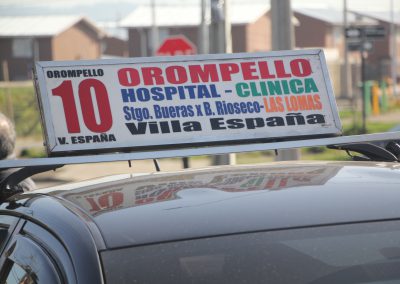 OROMPELLO
10
V. ESPAÑA
OROMPELLO
HOSPITAL - CLINICA
Stgo. Bueras x B. Rioseco-LAS LOMAS
Villa España